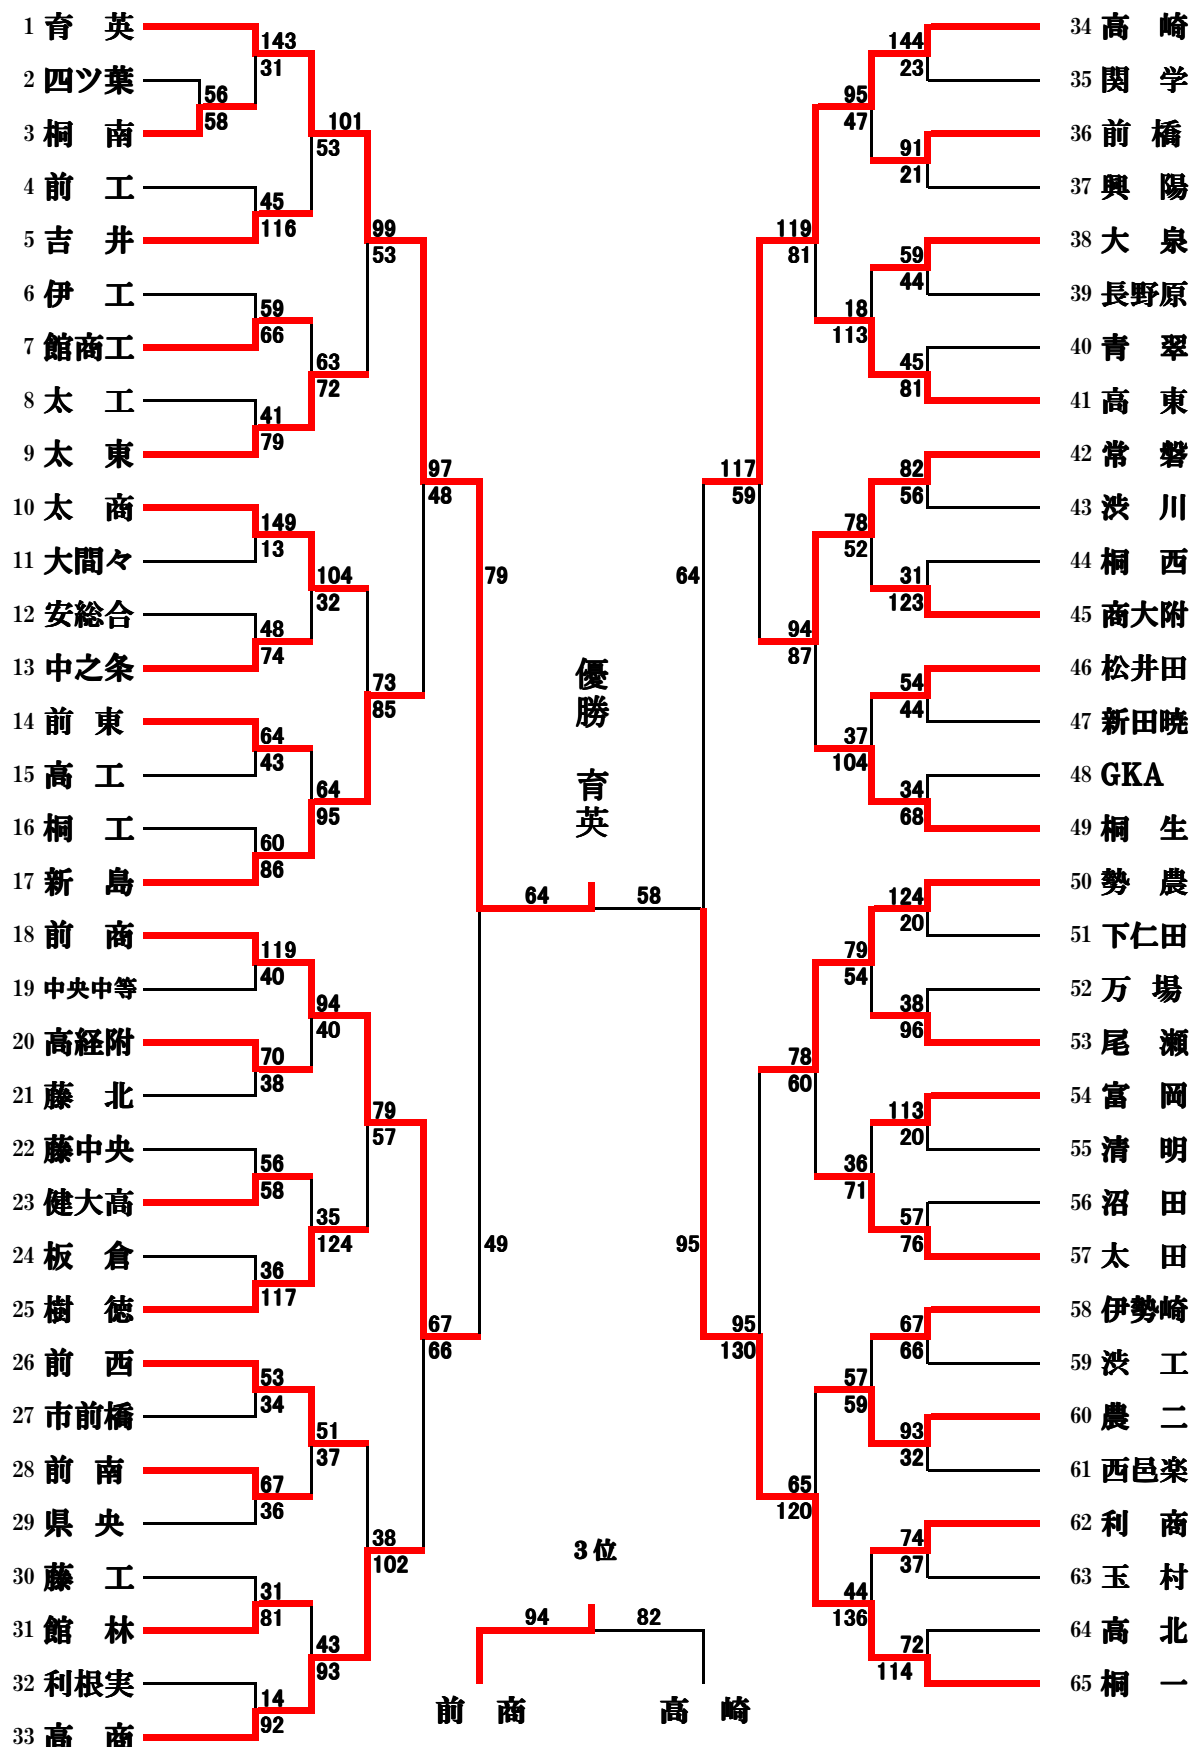 1 育 英
2 四ツ葉
3 桐 南
4 前 工
5 吉 井
6 伊 工
7 館商工
8 太 工
9 太 東
10 太 商
11 大間々
12 安総合
13 中之条
14 前 東
15 高 工
16 桐 工
17 新 島
18 前 商
19 中央中等
20 高経附
21 藤 北
22 藤中央
23 健大高
24 板 倉
25 樹 徳
26 前 西
27 市前橋
28 前 南
29 県 央
30 藤 工
31 館 林
32 利根実
33 高 商
56
58
143
31
45
116
59
66
41
79
149
13
48
74
64
43
60
86
119
40
70
38
56
58
36
117
53
34
67
36
31
81
14
92
101
53
63
72
104
32
64
95
94
40
35
124
51
37
43
93
99
53
73
85
79
57
38
102
97
48
67
66
79
49
優勝 育英
64 58
3位
94 82
前 商 高 崎
64
95
117
59
95
130
119
81
94
87
78
60
65
120
95
47
18
113
78
52
37
104
79
54
36
71
57
59
44
136
144
23
91
21
59
44
45
81
82
56
31
123
54
44
34
68
124
20
38
96
113
20
57
76
67
66
93
32
74
37
72
114
34 高 崎
35 関 学
36 前 橋
37 興 陽
38 大 泉
39 長野原
40 青 翠
41 高 東
42 常 磐
43 渋 川
44 桐 西
45 商大附
46 松井田
47 新田暁
48 GKA
49 桐 生
50 勢 農
51 下仁田
52 万 場
53 尾 瀬
54 富 岡
55 清 明
56 沼 田
57 太 田
58 伊勢崎
59 渋 工
60 農 二
61 西邑楽
62 利 商
63 玉 村
64 高 北
65 桐 一